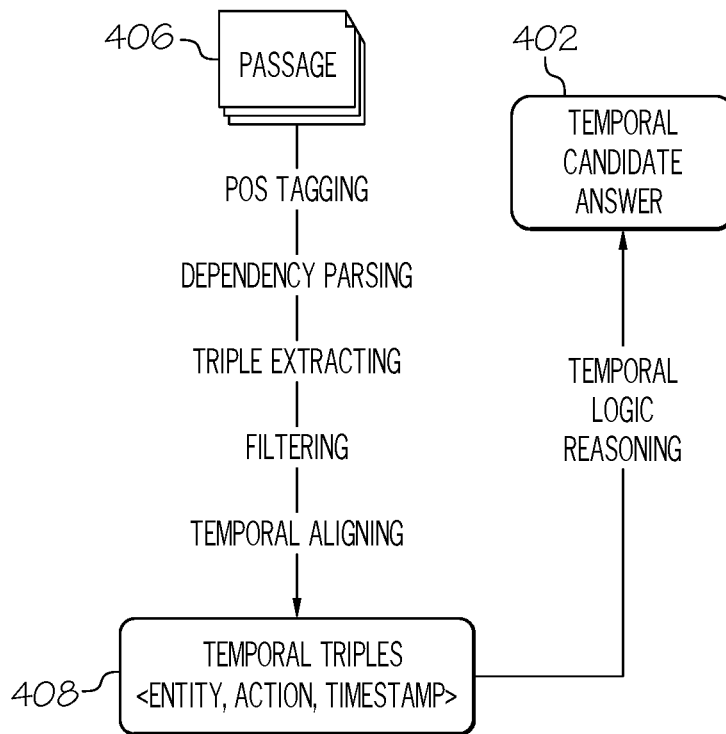 406
PASSAGE
402
TEMPORAL
CANDIDATE
ANSWER
POS TAGGING
DEPENDENCY PARSING
TRIPLE EXTRACTING
FILTERING
TEMPORAL ALIGNING
TEMPORAL
LOGIC
REASONING
408
TEMPORAL TRIPLES
<ENTITY, ACTION, TIMESTAMP>